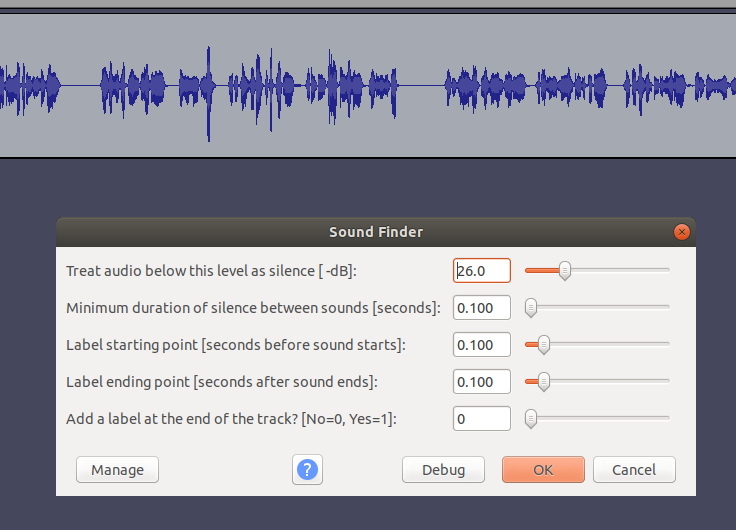 Sound Finder
Treat audio below this level as silence [ -dB]: 26.0
Minimum duration of silence between sounds [seconds]: 0.100
Label starting point [seconds before sound starts]: 0.100
Label ending point [seconds after sound ends]: 0.100
Add a label at the end of the track? [No=0, Yes=1]: 0
Manage ? Debug OK Cancel